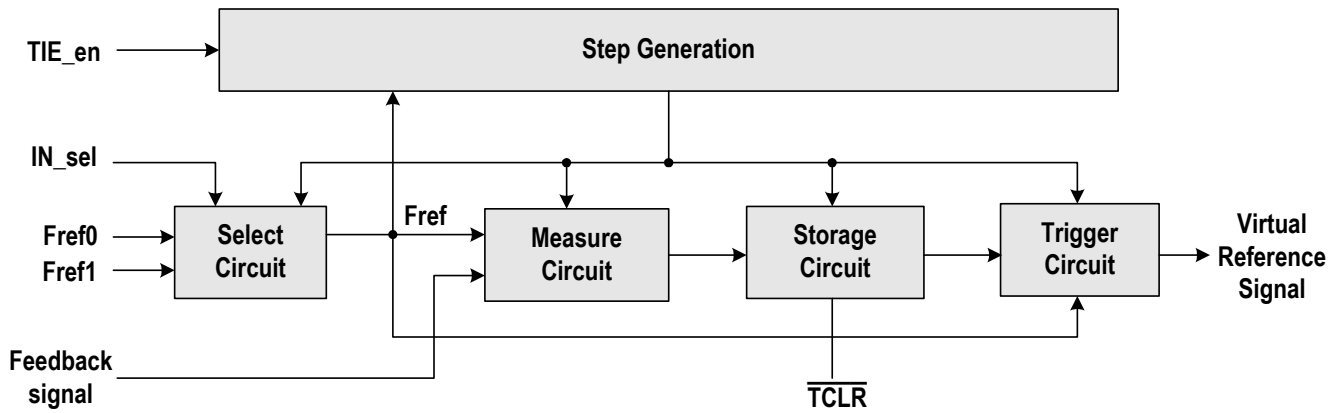 TIE_en
Step Generation
IN_sel
Fref0
Fref1
Select
Circuit
Fref
Measure
Circuit
Storage
Circuit
Trigger
Circuit
Virtual
Reference
Signal
Feedback
signal
T̅C̅L̅R̅